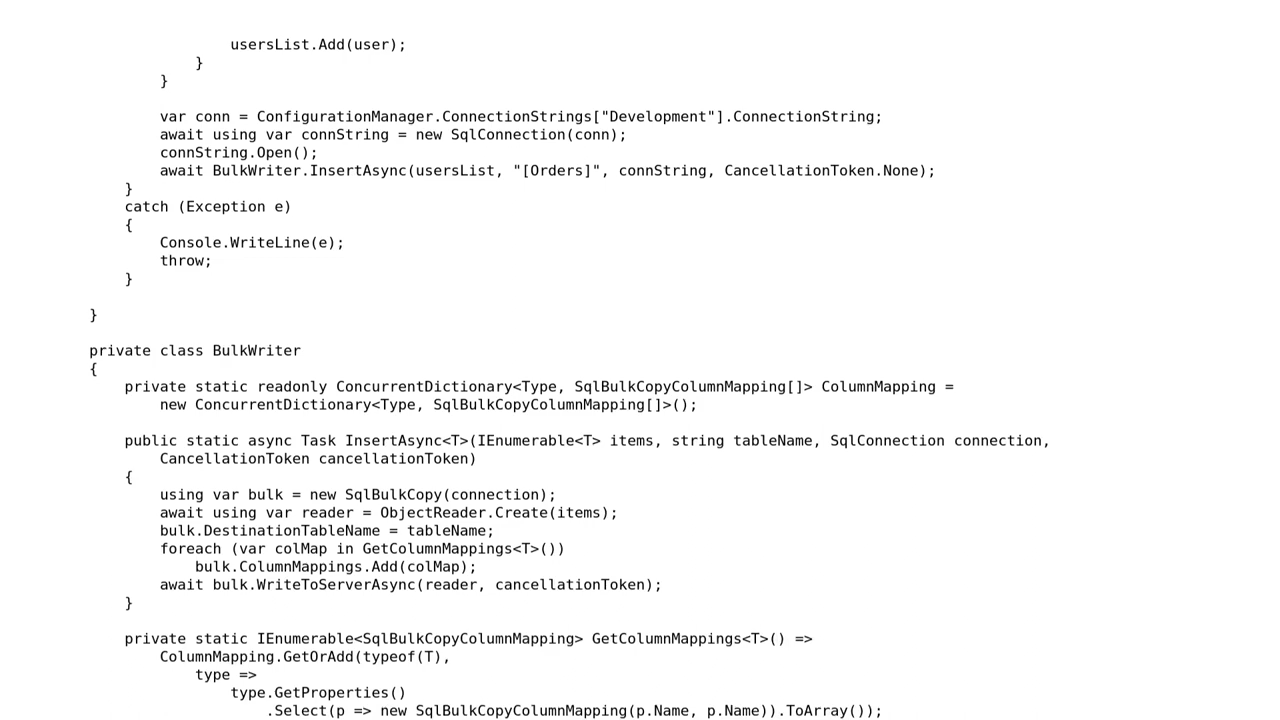 usersList.Add(user);
}
}
var conn = ConfigurationManager.ConnectionStrings["Development"].ConnectionString;
await using var connString = new SqlConnection(conn);
connString.Open();
await BulkWriter.InsertAsync(usersList, "[Orders]", connString, CancellationToken.None);
}
catch (Exception e)
{
Console.WriteLine(e);
throw;
}
}
private class BulkWriter
{
private static readonly ConcurrentDictionary<Type, SqlBulkCopyColumnMapping[]> ColumnMapping =
new ConcurrentDictionary<Type, SqlBulkCopyColumnMapping[]>();
public static async Task InsertAsync<T>(IEnumerable<T> items, string tableName, SqlConnection connection,
CancellationToken cancellationToken)
{
using var bulk = new SqlBulkCopy(connection);
await using var reader = ObjectReader.Create(items);
bulk.DestinationTableName = tableName;
foreach (var colMap in GetColumnMappings<T>())
bulk.ColumnMappings.Add(colMap);
await bulk.WriteToServerAsync(reader, cancellationToken);
}
private static IEnumerable<SqlBulkCopyColumnMapping> GetColumnMappings<T>() =>
ColumnMapping.GetOrAdd(typeof(T),
type =>
type.GetProperties()
.Select(p => new SqlBulkCopyColumnMapping(p.Name, p.Name)).ToArray());